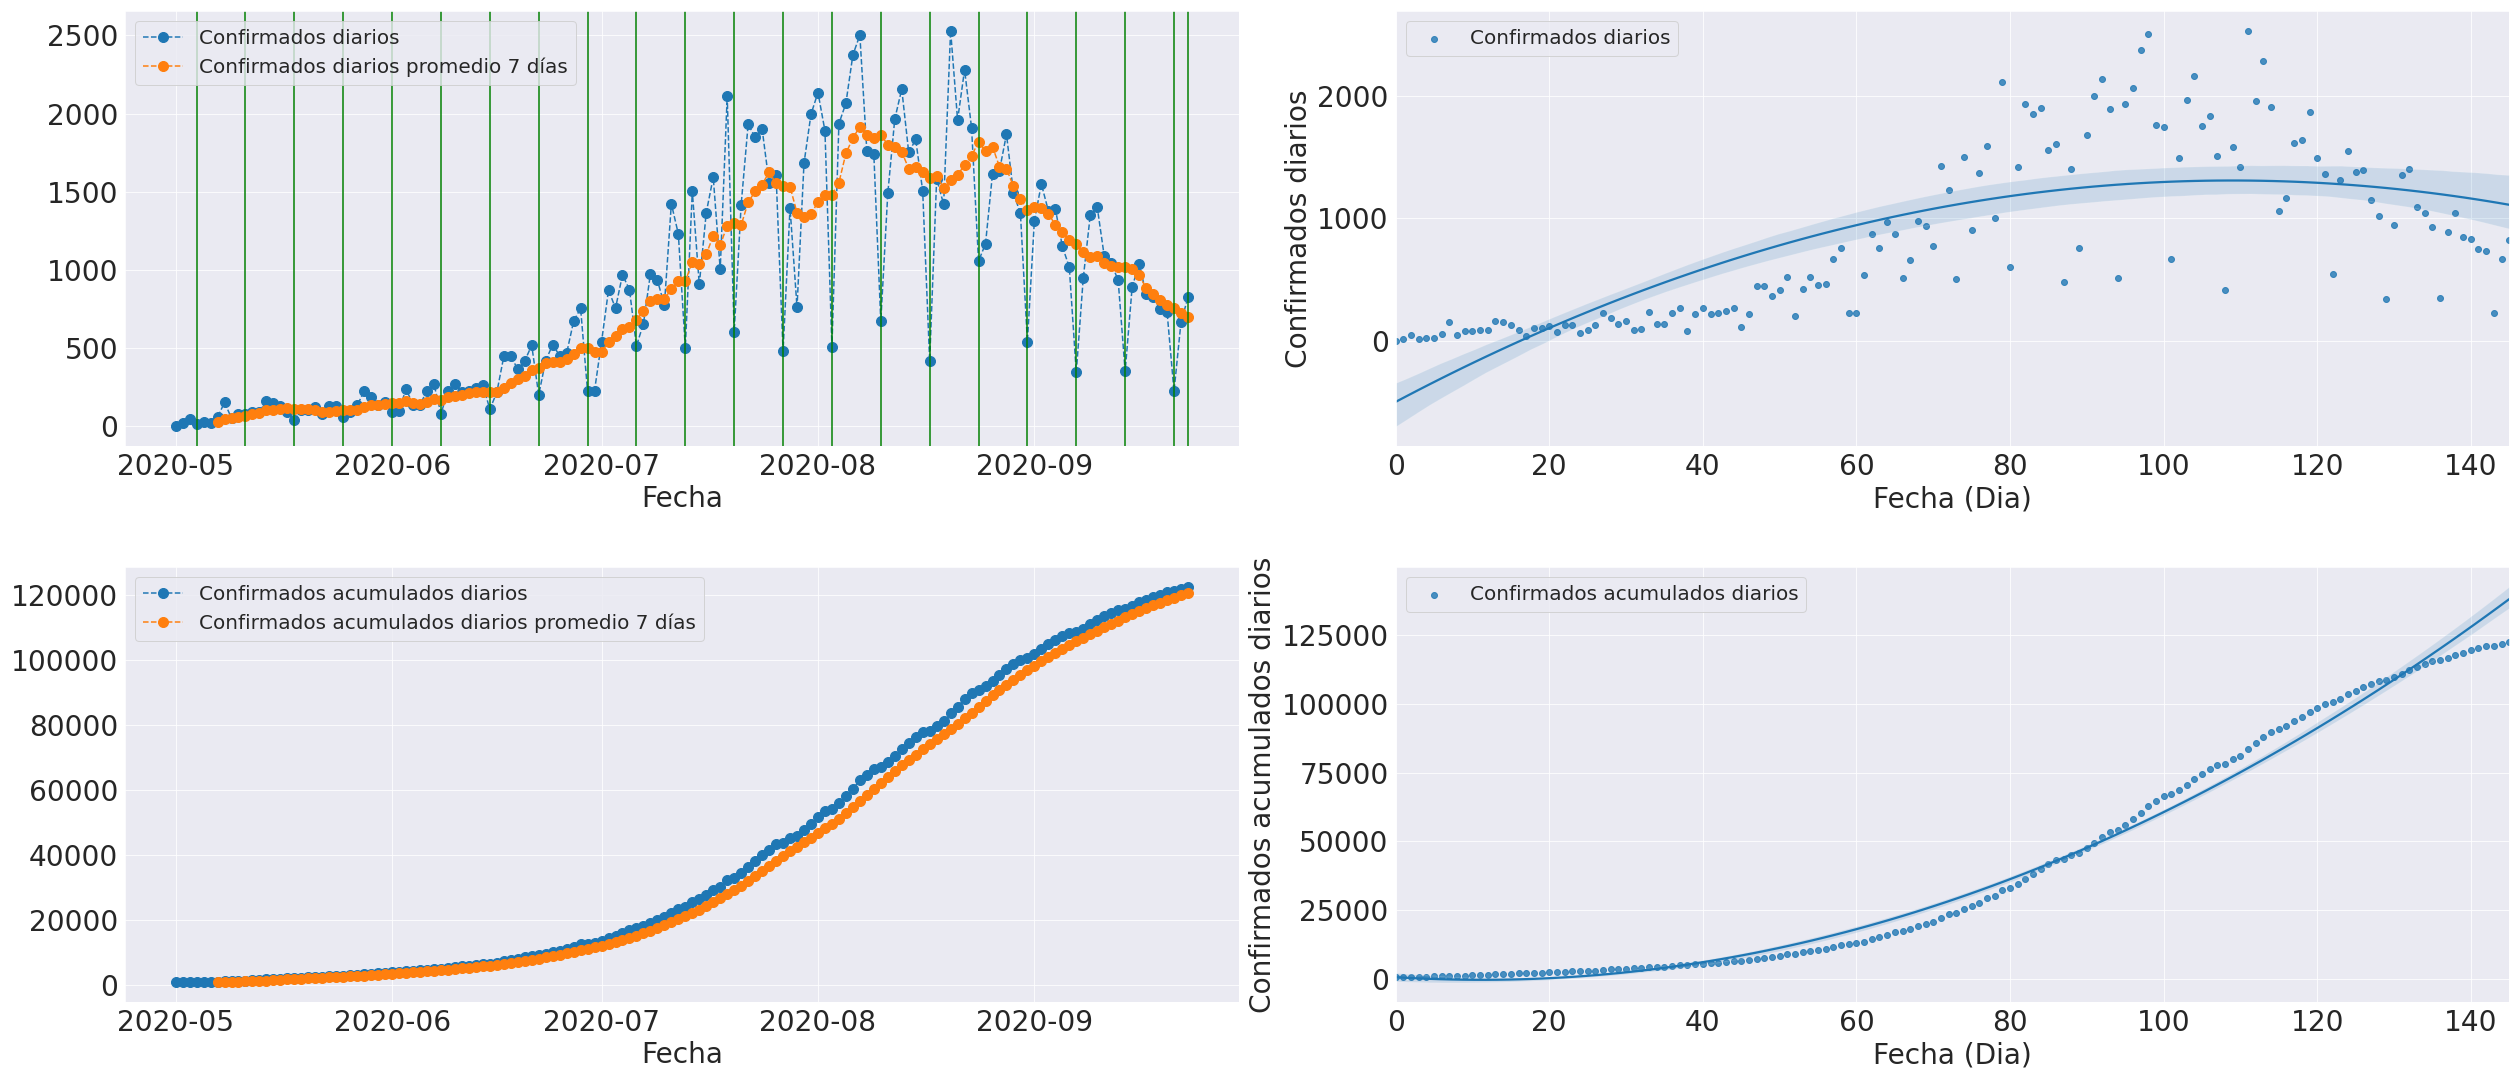 Confirmados diarios
Confirmados diarios promedio 7 días
2500
2000
1500
1000
500
0
2020-05 2020-06 2020-07 2020-08 2020-09
Fecha
Confirmados diarios
Confirmados diarios
2000
1000
0
0 20 40 60 80 100 120 140
Fecha (Dia)
Confirmados acumulados diarios
Confirmados acumulados diarios promedio 7 días
120000
100000
80000
60000
40000
20000
0
2020-05 2020-06 2020-07 2020-08 2020-09
Fecha
Confirmados acumulados diarios
Confirmados acumulados diarios
125000
100000
75000
50000
25000
0
0 20 40 60 80 100 120 140
Fecha (Dia)